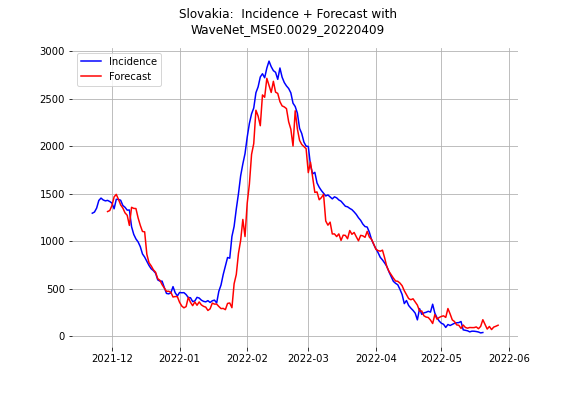 Slovakia:  Incidence + Forecast with
WaveNet_MSE0.0029_20220409
Incidence
Forecast
3000
2500
2000
1500
1000
500
0
2021-12 2022-01 2022-02 2022-03 2022-04 2022-05 2022-06